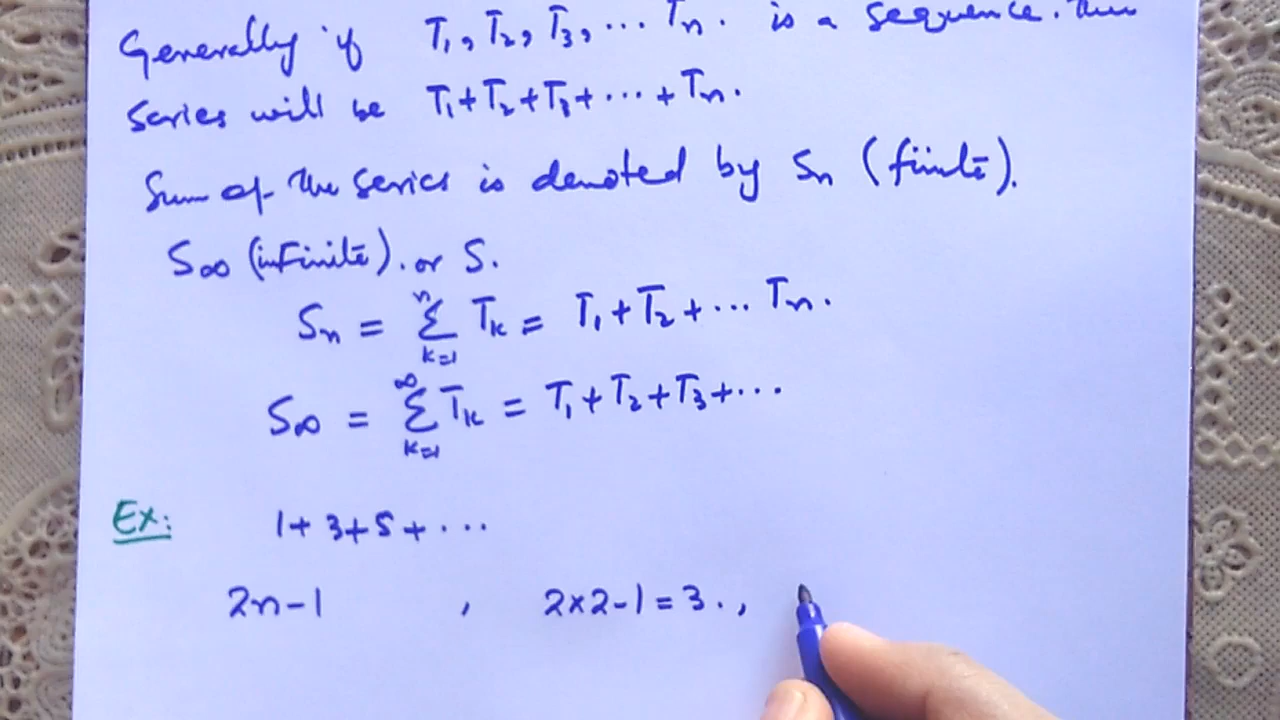 Generally if T₁, T₂, T₃, ... Tₙ. is a sequence. then
series will be T₁+T₂+T₃+...+Tₙ.
Sum of the series is denoted by Sₙ (finite).
S∞ (infinite). or S.
Sₙ = ⁿ∑ₖ₌₁ Tₖ = T₁+T₂+... Tₙ.
S∞ = ∞∑ₖ₌₁ Tₖ = T₁+T₂+T₃+...
Ex: 1+3+5+...
2n-1 , 2×2-1=3. ,